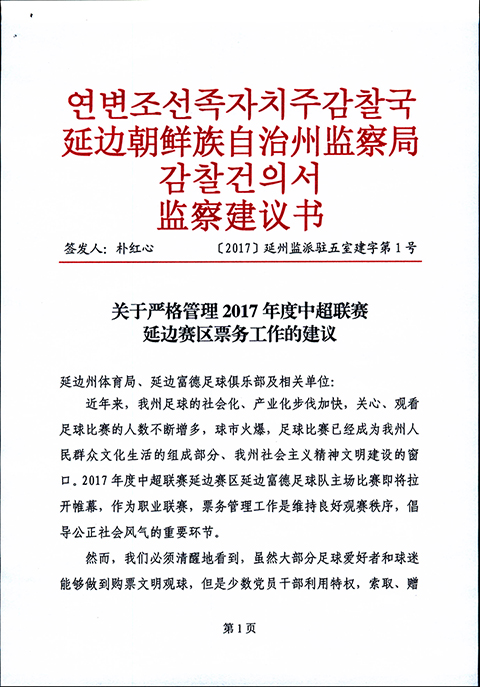 연변조선족자치주감찰국
延边朝鲜族自治州监察局
감찰건의서
监察建议书
签发人：朴红心 〔2017〕延州监派驻五室建字第1号
关于严格管理2017年度中超联赛
延边赛区票务工作的建议
延边州体育局、延边富德足球俱乐部及相关单位：
近年来，我州足球的社会化、产业化步伐加快，关心、观看
足球比赛的人数不断增多，球市火爆，足球比赛已经成为我州人
民群众文化生活的组成部分、我州社会主义精神文明建设的窗
口。2017年度中超联赛延边赛区延边富德足球队主场比赛即将拉
开帷幕，作为职业联赛，票务管理工作是维持良好观赛秩序，倡
导公正社会风气的重要环节。
然而，我们必须清醒地看到，虽然大部分足球爱好者和球迷
能够做到购票文明观球，但是少数党员干部利用特权，索取、赠
第1页